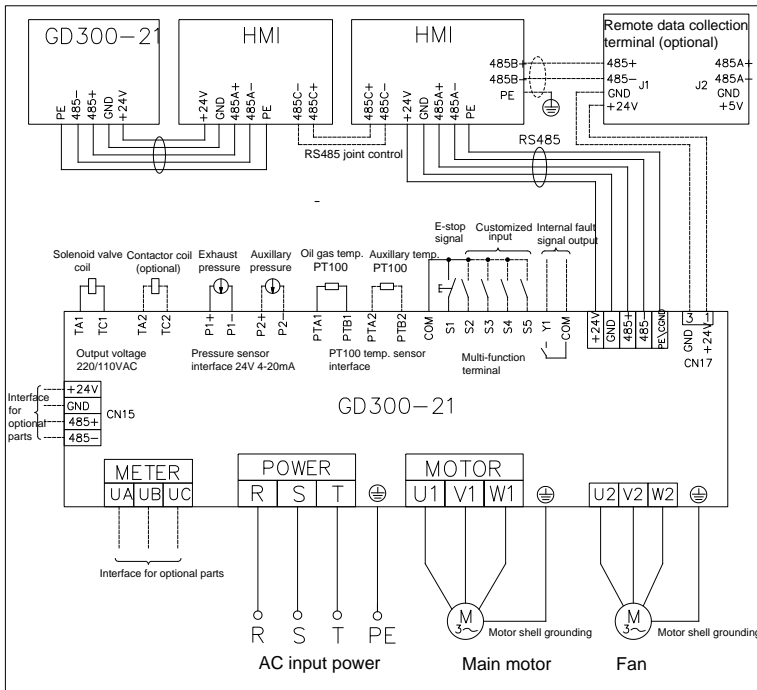 GD300-21
HMI
HMI
Remote data collection
terminal (optional)
PE
485-
485+
GND
+24V
+24V
GND
485A+
485A-
PE
485C-
485C+
485C+
485C-
+24V
GND
485A+
485A-
PE
485B+
485B-
PE
485+
485-
GND
+24V
J1
J2
485A+
485A-
GND
+5V
RS485 joint control
RS485
-
Solenoid valve
coil
Contactor coil
(optional)
Exhaust
pressure
Auxillary
pressure
Oil gas temp.
PT100
Auxillary temp.
PT100
E-stop
signal
Customized
input
Internal fault
signal output
TA1
TC1
TA2
TC2
P1+
P1-
P2+
P2-
PTA1
PTB1
PTA2
PTB2
COM
S1
S2
S3
S4
S5
Y1
COM
+24V
GND
485+
485-
PE\CGND
3
1
GND
+24V
CN17
Output voltage
220/110VAC
Pressure sensor
interface 24V 4-20mA
PT100 temp. sensor
interface
Multi-function
terminal
Interface
for
optional
parts
+24V
GND
485+
485-
CN15
GD300-21
METER
UA UB UC
POWER
R S T
MOTOR
U1 V1 W1
U2 V2 W2
Interface for optional parts
R S T PE
M
3~
Motor shell grounding
M
3~
Motor shell grounding
AC input power
Main motor
Fan